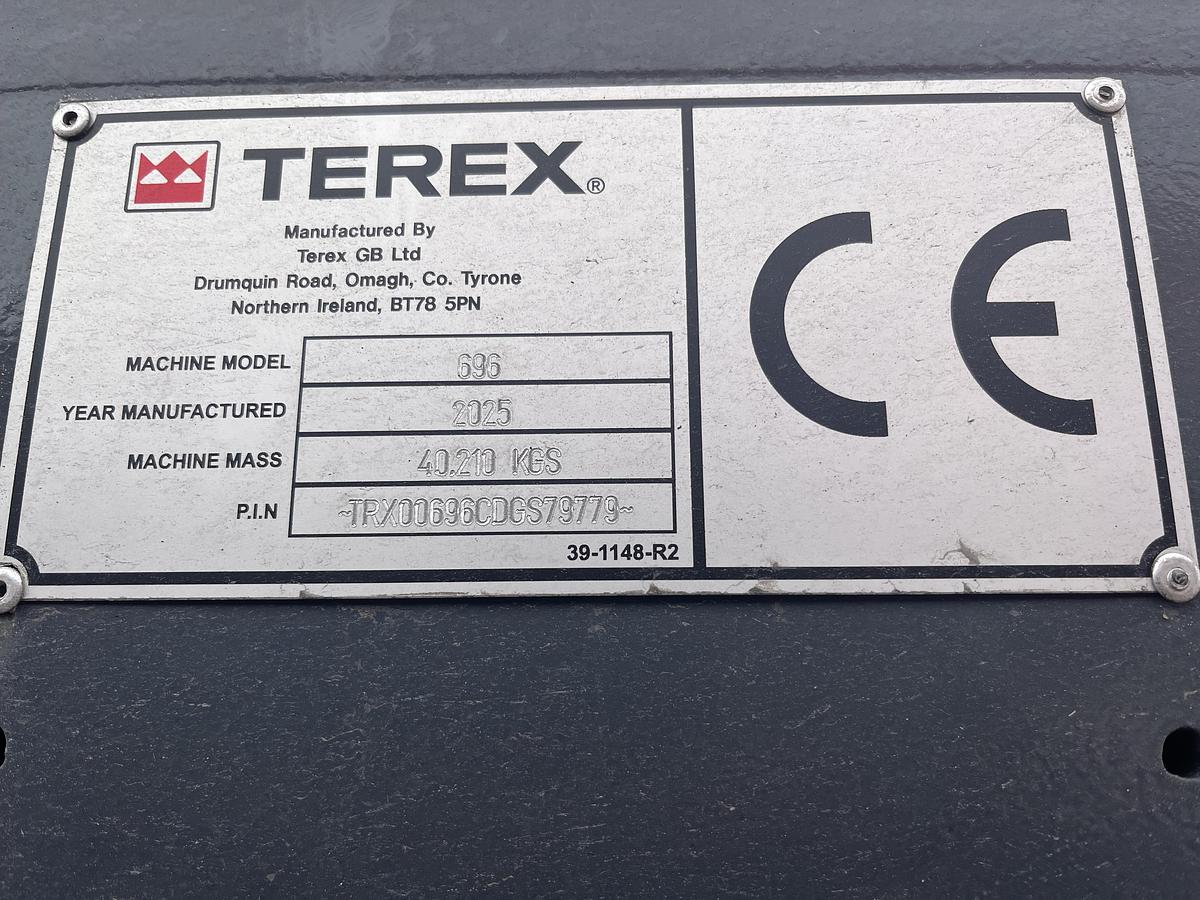 TEREX®
Manufactured By
Terex GB Ltd
Drumquin Road, Omagh, Co. Tyrone
Northern Ireland, BT78 5PN
MACHINE MODEL 696
YEAR MANUFACTURED 2025
MACHINE MASS 40,210 KGS
P.I.N ~TRX00696CDGS79779~
39-1148-R2
CE